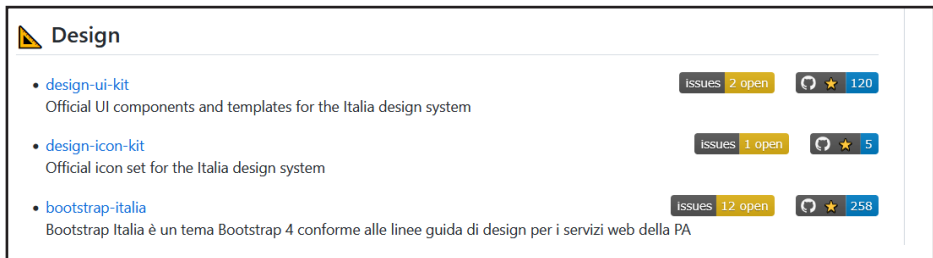 Design
design-ui-kit issues 2 open 120
Official UI components and templates for the Italia design system
design-icon-kit issues 1 open 5
Official icon set for the Italia design system
bootstrap-italia issues 12 open 258
Bootstrap Italia è un tema Bootstrap 4 conforme alle linee guida di design per i servizi web della PA